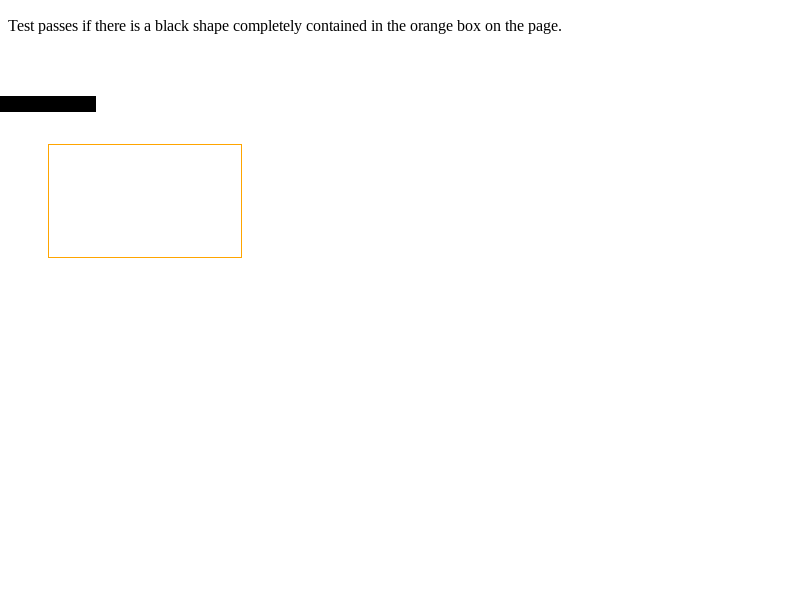 Test passes if there is a black shape completely contained in the orange box on the page.